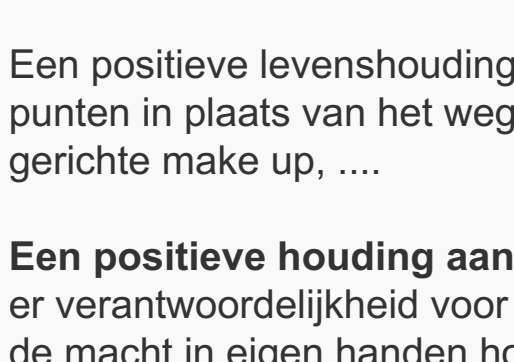 Een positieve levenshouding
punten in plaats van het weg
gerichte make up, ....
Een positieve houding aan
er verantwoordelijkheid voor
de macht in eigen handen ho